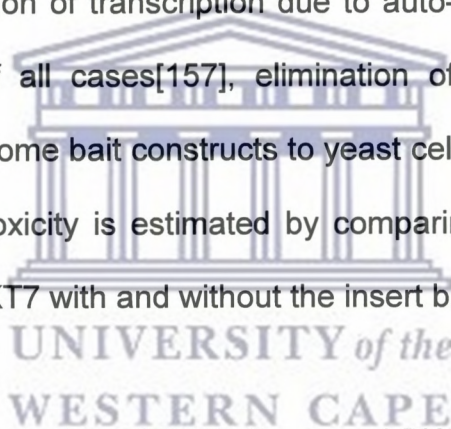 on of transcription due to auto-
all cases[157], elimination of
ome bait constructs to yeast cel
oxicity is estimated by comparin
T7 with and without the insert b
UNIVERSITY of the
WESTERN CAPE